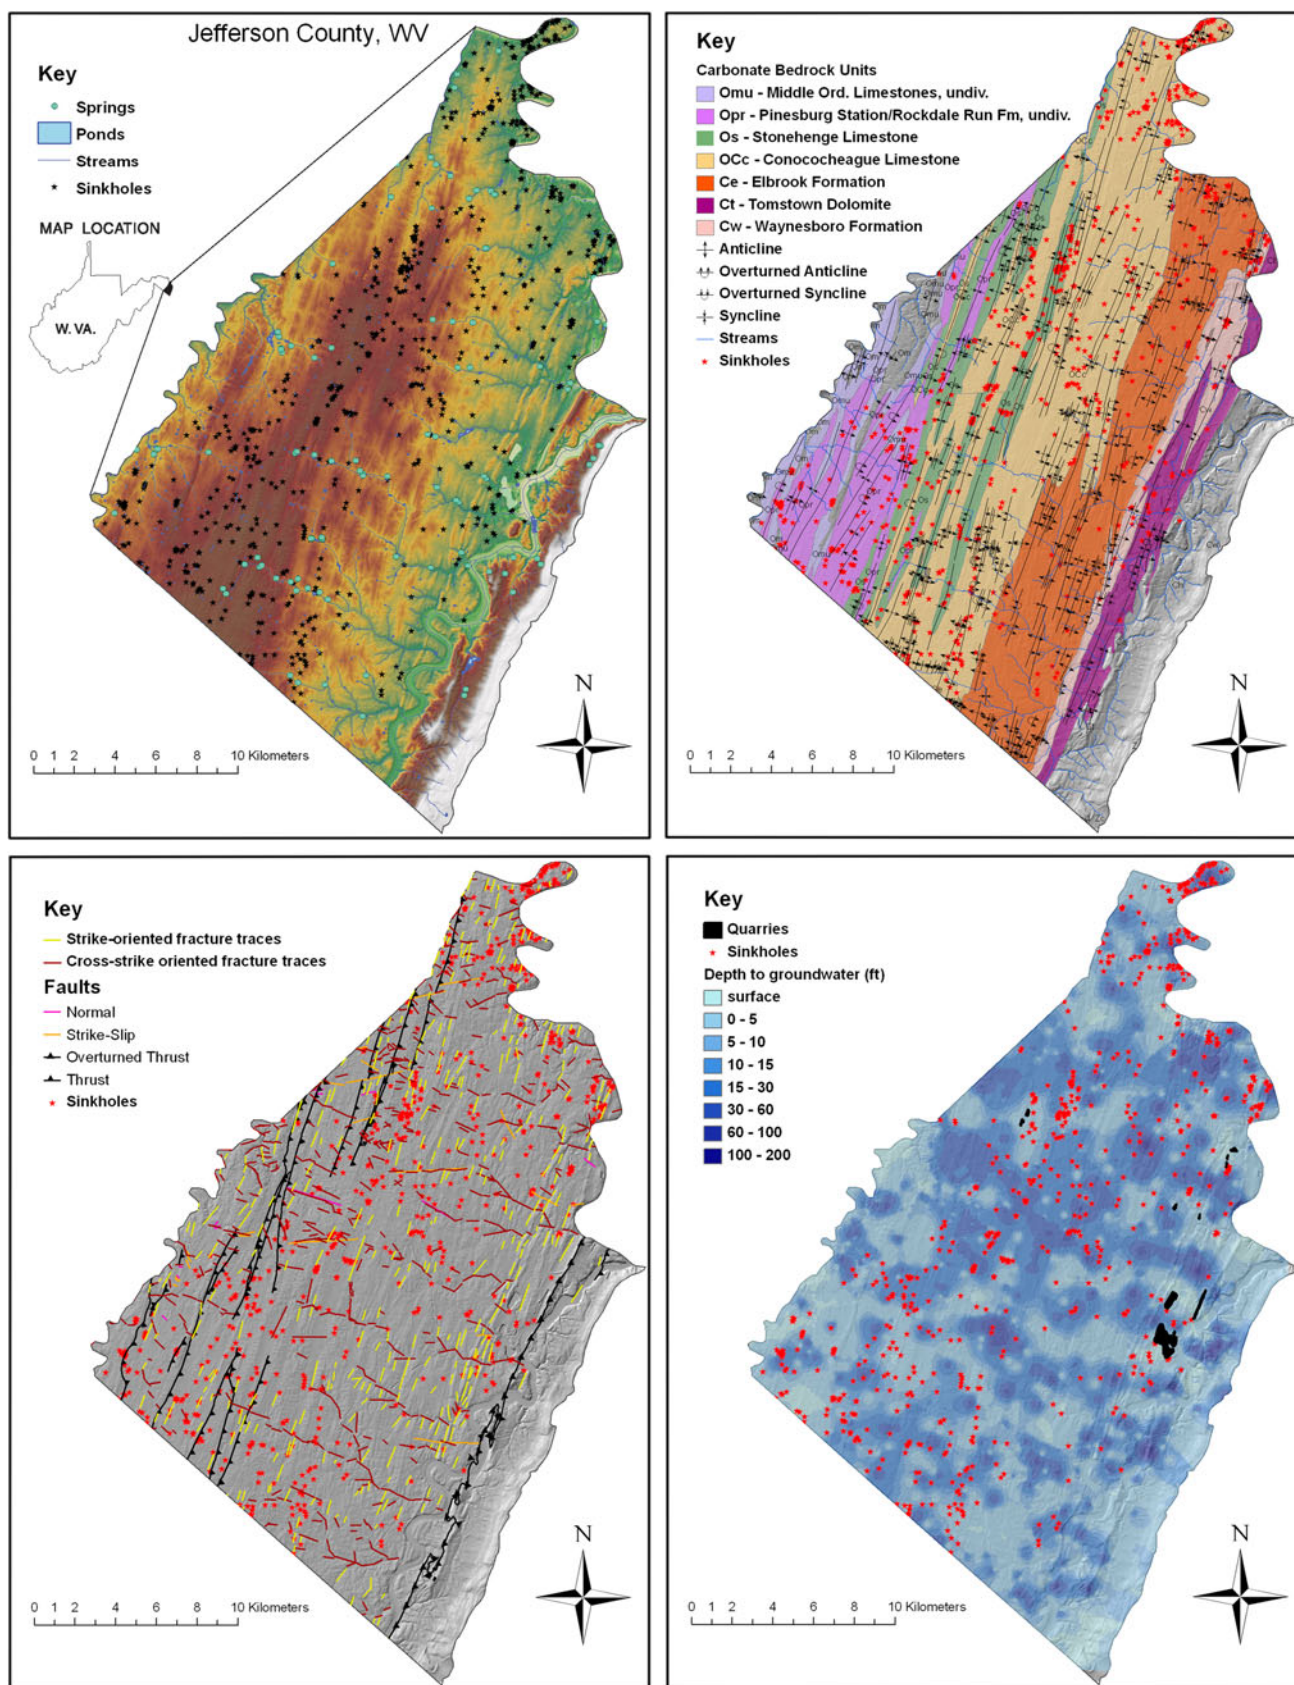 Jefferson County, WV
Key
Springs
Ponds
Streams
Sinkholes
MAP LOCATION
W. VA.
N
0 1 2 4 6 8 10 Kilometers
Key
Carbonate Bedrock Units
Omu - Middle Ord. Limestones, undiv.
Opr - Pinesburg Station/Rockdale Run Fm, undiv.
Os - Stonehenge Limestone
OCc - Conococheague Limestone
Ce - Elbrook Formation
Ct - Tomstown Dolomite
Cw - Waynesboro Formation
Anticline
Overturned Anticline
Overturned Syncline
Syncline
Streams
Sinkholes
N
0 1 2 4 6 8 10 Kilometers
Key
Strike-oriented fracture traces
Cross-strike oriented fracture traces
Faults
Normal
Strike-Slip
Overturned Thrust
Thrust
Sinkholes
N
0 1 2 4 6 8 10 Kilometers
Key
Quarries
Sinkholes
Depth to groundwater (ft)
surface
0 - 5
5 - 10
10 - 15
15 - 30
30 - 60
60 - 100
100 - 200
N
0 1 2 4 6 8 10 Kilometers